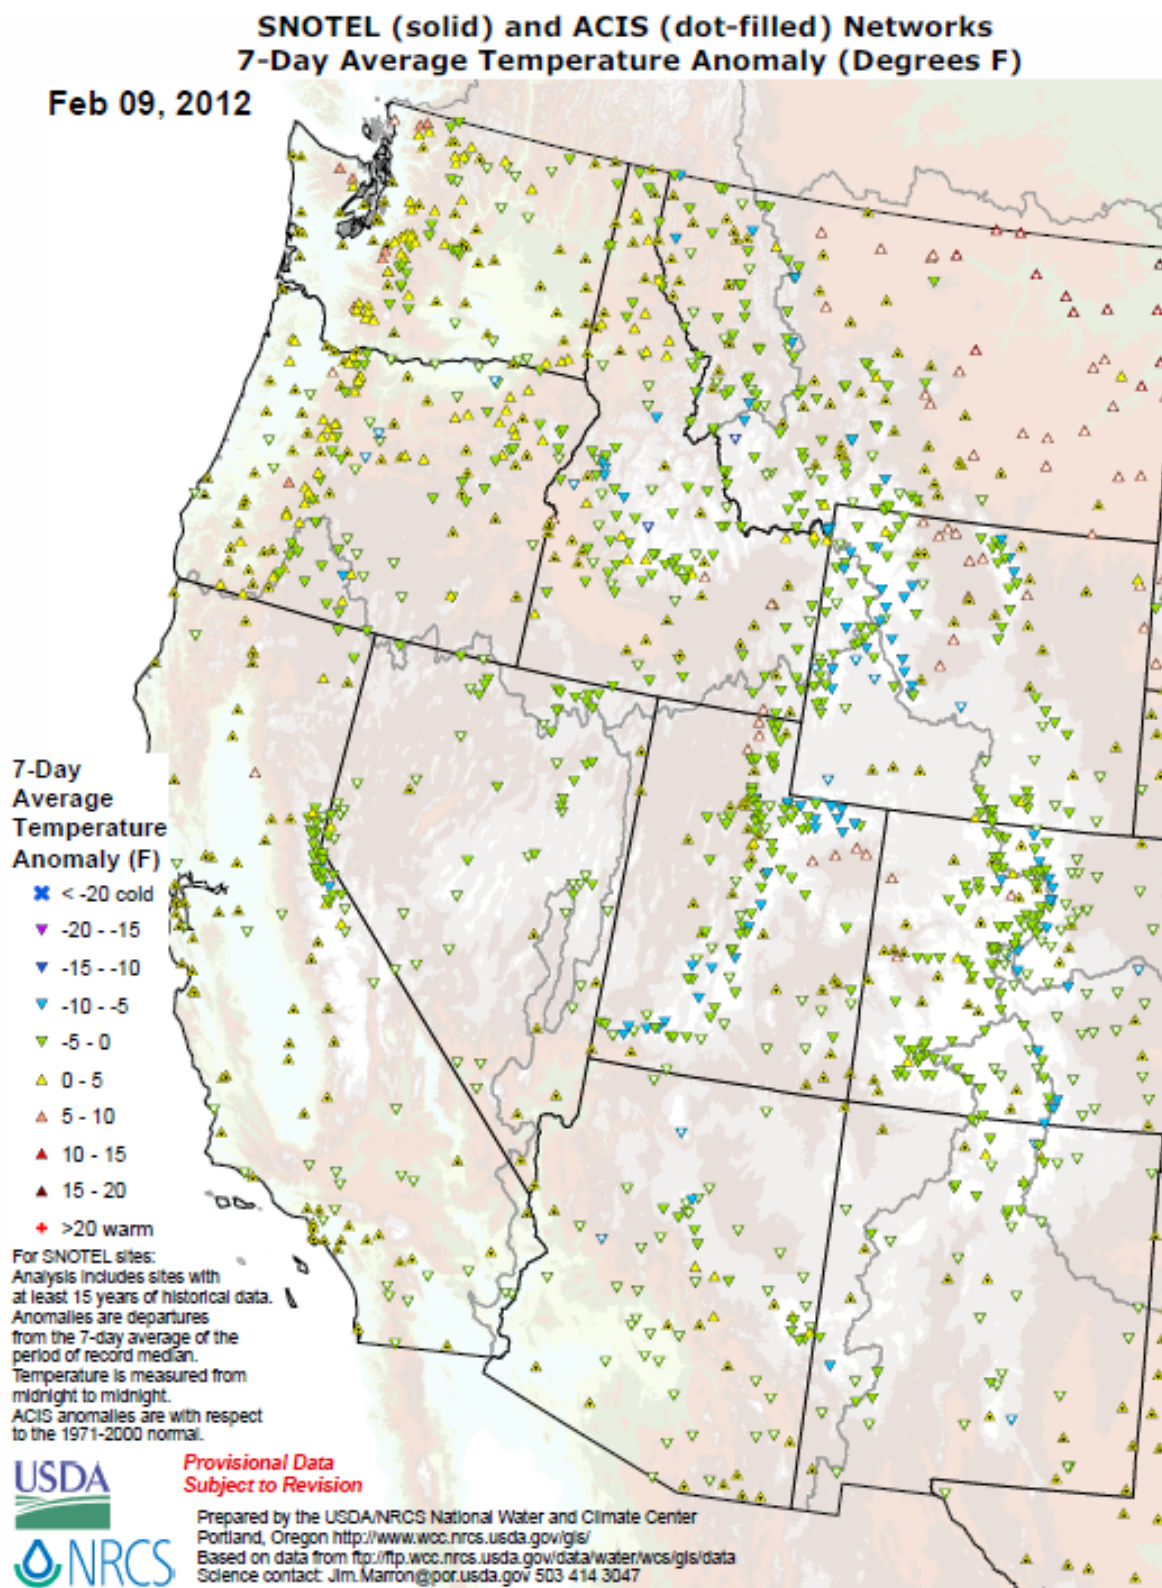 SNOTEL (solid) and ACIS (dot-filled) Networks
7-Day Average Temperature Anomaly (Degrees F)
Feb 09, 2012
7-Day
Average
Temperature
Anomaly (F)
< -20 cold
-20 - -15
-15 - -10
-10 - -5
-5 - 0
0 - 5
5 - 10
10 - 15
15 - 20
>20 warm
For SNOTEL sites:
Analysis includes sites with
at least 15 years of historical data.
Anomalies are departures
from the 7-day average of the
period of record median.
Temperature is measured from
midnight to midnight.
ACIS anomalies are with respect
to the 1971-2000 normal.
Provisional Data
Subject to Revision
USDA
NRCS
Prepared by the USDA/NRCS National Water and Climate Center
Portland, Oregon http://www.wcc.nrcs.usda.gov/gis/
Based on data from ftp://ftp.wcc.nrcs.usda.gov/data/water/wcs/gis/data
Science contact: Jim.Marron@por.usda.gov 503 414 3047